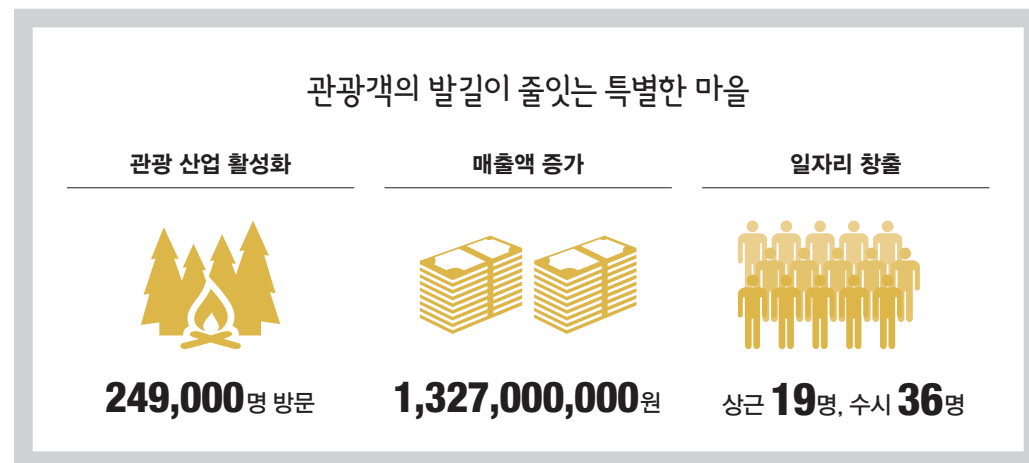 관광객의 발길이 줄잇는 특별한 마을
관광 산업 활성화
249,000명 방문
매출액 증가
1,327,000,000원
일자리 창출
상근 19명, 수시 36명